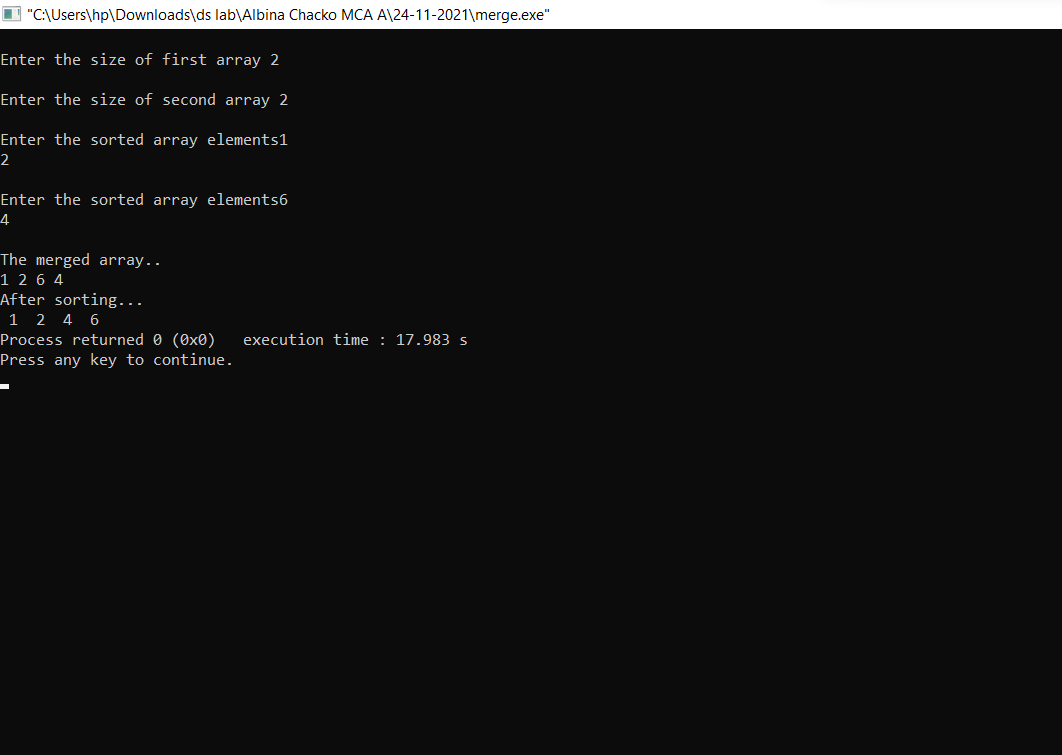 "C:\Users\hp\Downloads\ds lab\Albina Chacko MCA A\24-11-2021\merge.exe"
Enter the size of first array 2
Enter the size of second array 2
Enter the sorted array elements1
2
Enter the sorted array elements6
4
The merged array..
1 2 6 4
After sorting...
 1  2  4  6
Process returned 0 (0x0)   execution time : 17.983 s
Press any key to continue.